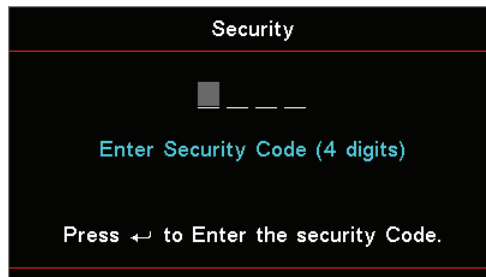 Security
_ _ _ _
Enter Security Code (4 digits)
Press ↵ to Enter the security Code.